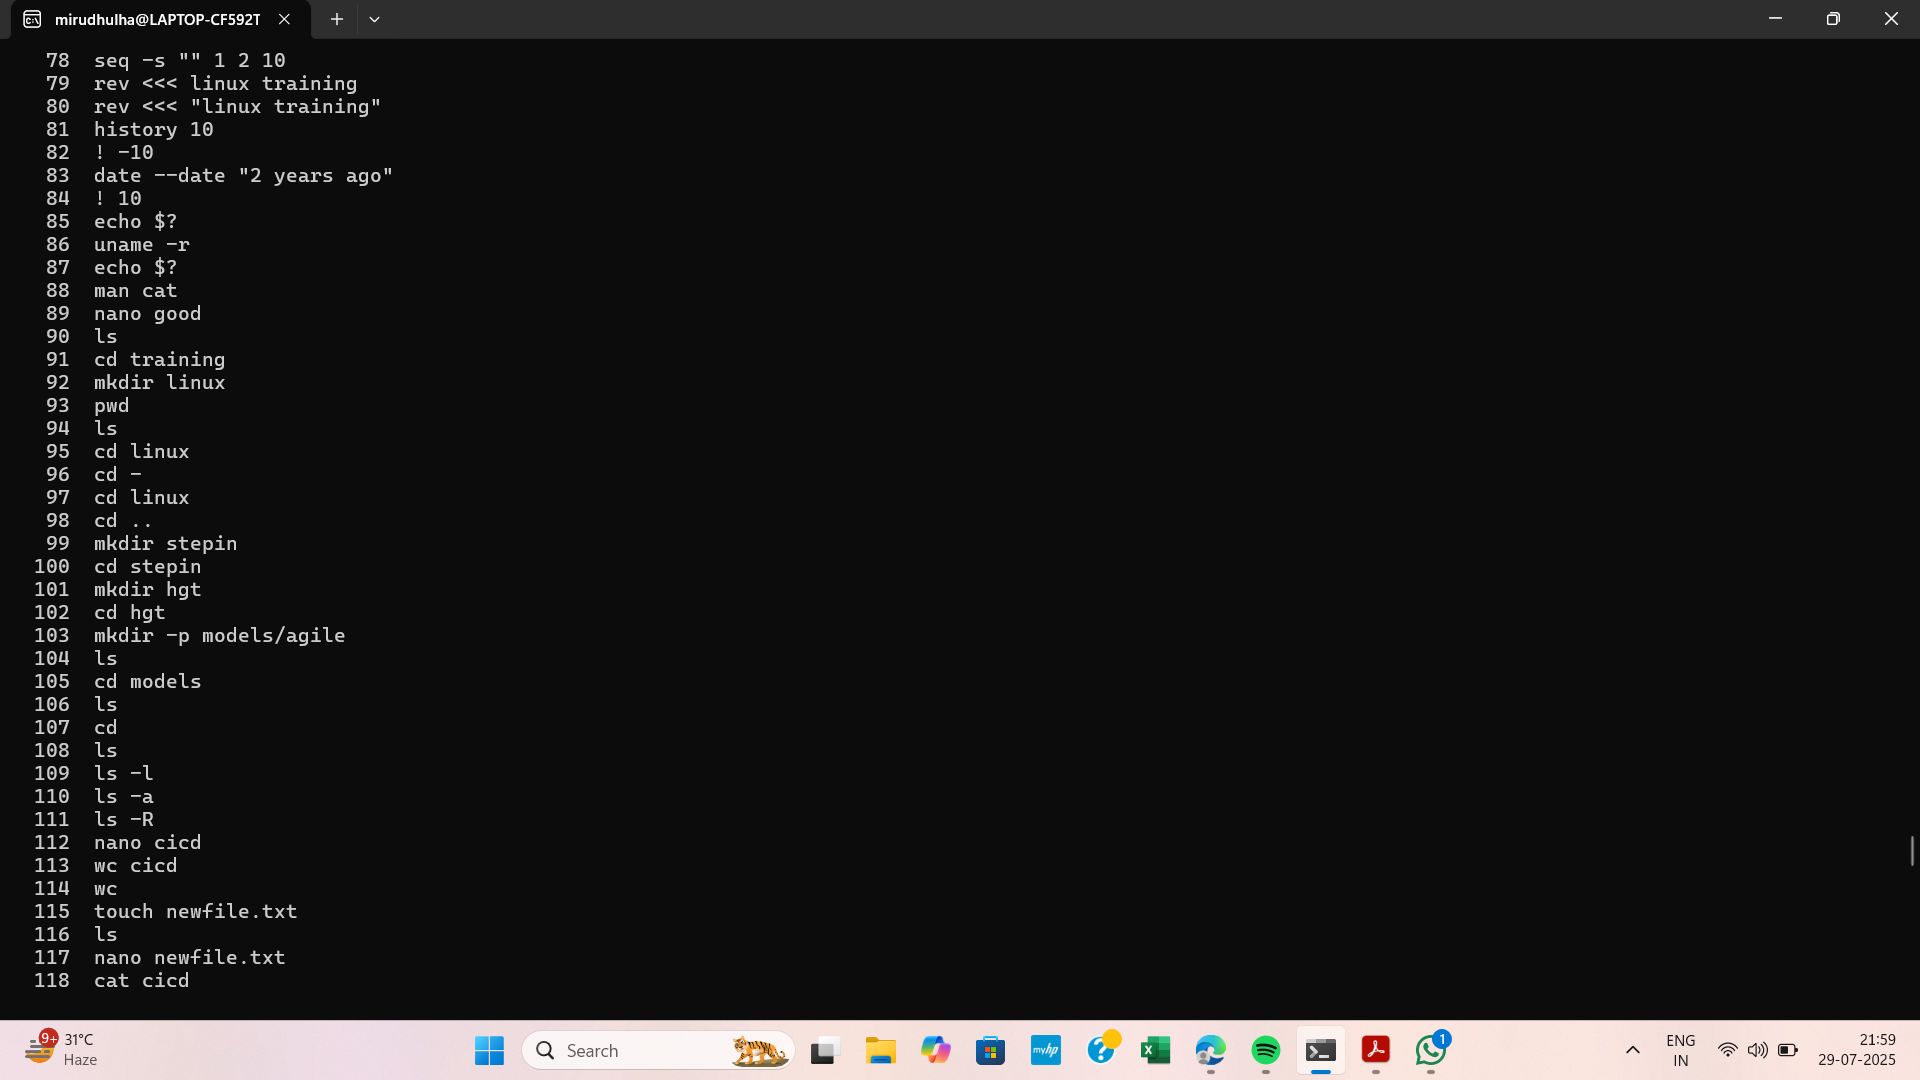 mirudhulha@LAPTOP-CF592T
78 seq -s "" 1 2 10
79 rev <<< linux training
80 rev <<< "linux training"
81 history 10
82 ! -10
83 date --date "2 years ago"
84 ! 10
85 echo $?
86 uname -r
87 echo $?
88 man cat
89 nano good
90 ls
91 cd training
92 mkdir linux
93 pwd
94 ls
95 cd linux
96 cd -
97 cd linux
98 cd ..
99 mkdir stepin
100 cd stepin
101 mkdir hgt
102 cd hgt
103 mkdir -p models/agile
104 ls
105 cd models
106 ls
107 cd
108 ls
109 ls -l
110 ls -a
111 ls -R
112 nano cicd
113 wc cicd
114 wc
115 touch newfile.txt
116 ls
117 nano newfile.txt
118 cat cicd
9+
31°C
Haze
Search
myhp
1
ENG
IN
21:59
29-07-2025